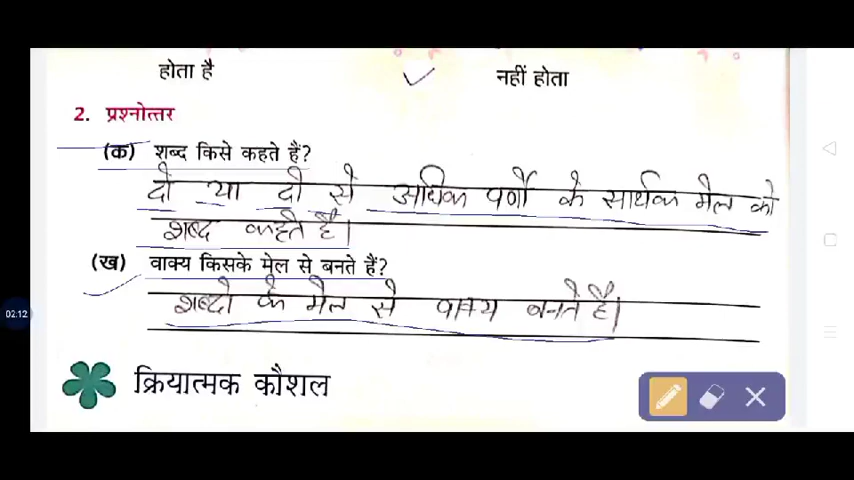 होता है नहीं होता
2. प्रश्नोत्तर
(क) शब्द किसे कहते हैं?
दो या दो से अधिक वर्णों के सार्थक मेल को
शब्द कहते है।
(ख) वाक्य किसके मेल से बनते हैं?
शब्दो के मेल से वाक्य बनते है।
02:12
क्रियात्मक कौशल